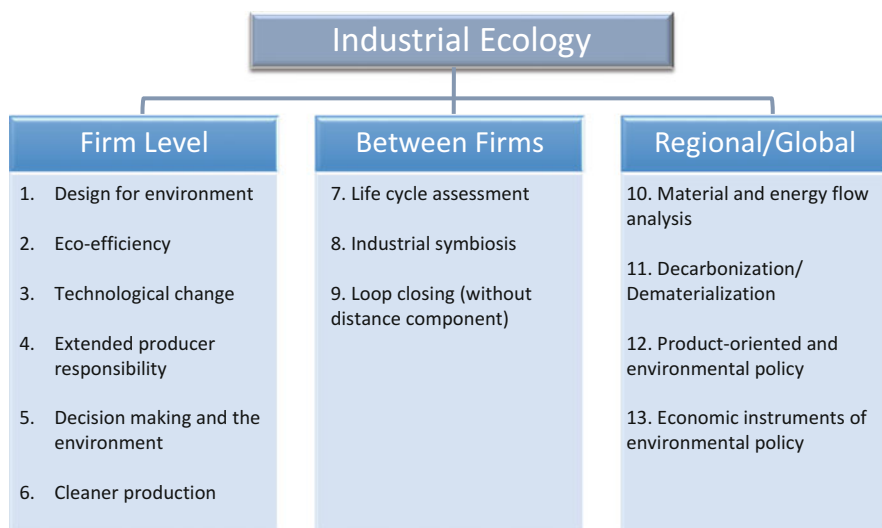 Industrial Ecology
Firm Level
1. Design for environment
2. Eco-efficiency
3. Technological change
4. Extended producer
responsibility
5. Decision making and the
environment
6. Cleaner production
Between Firms
7. Life cycle assessment
8. Industrial symbiosis
9. Loop closing (without
distance component)
Regional/Global
10. Material and energy flow
analysis
11. Decarbonization/
Dematerialization
12. Product-oriented and
environmental policy
13. Economic instruments of
environmental policy